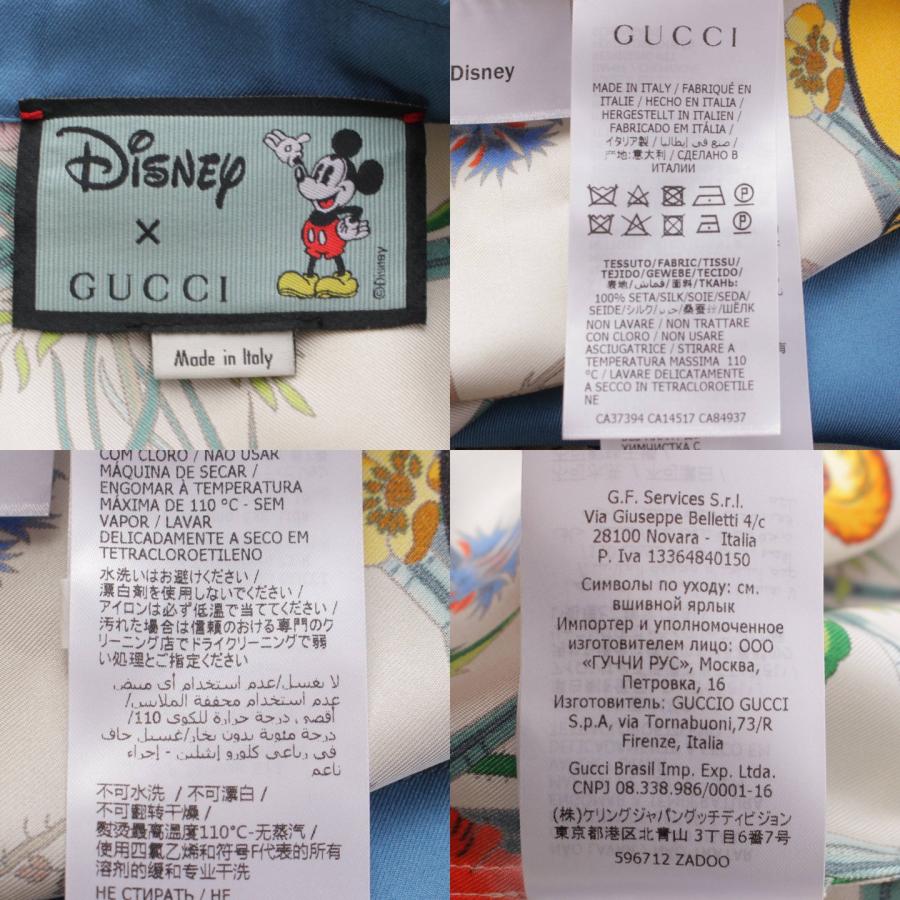 Disney
×
GUCCI
©Disney
Made in Italy
Disney
GUCCI
MADE IN ITALY / FABRIQUÉ EN
ITALIE / HECHO EN ITALIA /
HERGESTELLT IN ITALIEN /
FABRICADO EM ITÁLIA /
イタリア製 / صنع في إيطاليا /
产地: 意大利 / СДЕЛАНО В
ИТАЛИИ
TESSUTO/FABRIC/TISSU/
TEJIDO/GEWEBE/TECIDO/
表地/قماش/面料/ТКАНЬ:
100% SETA/SILK/SOIE/SEDA/
SEIDE/シルク/حرير/桑蚕丝/ШЁЛК
NON LAVARE / NON TRATTARE
CON CLORO / NON USARE
ASCIUGATRICE / STIRARE A
TEMPERATURA MASSIMA 110
°C / LAVARE DELICATAMENTE
A SECCO IN TETRACLOROETILE
NE
CA37394 CA14517 CA84937
ХИМЧИСТКА С
COM CLORO / NÃO USAR
MÁQUINA DE SECAR /
ENGOMAR À TEMPERATURA
MÁXIMA DE 110 °C - SEM
VAPOR / LAVAR
DELICADAMENTE A SECO EM
TETRACLOROETILENO
水洗いはお避けください /
漂白剤を使用しないでください /
アイロンは必ず低温で当ててください /
汚れた場合は信頼のおける専門のク
リーニング店でドライクリーニングで弱
い処理とご指定ください
لا يغسل/عدم استخدام أي مبيض
عدم استخدام مجففة الملابس/
أقصى درجة حرارة للكوى 110/
درجة مئوية بدون بخار/غسيل جاف
في رباعي كلورو إيثيلين - إجراء
ناعم
不可水洗 / 不可漂白 /
不可翻转干燥 /
熨烫最高温度110°C-无蒸汽 /
使用四氯乙烯和符号F代表的所有
溶剂的缓和专业干洗
НЕ СТИРАТЬ / НЕ
G.F. Services S.r.l.
Via Giuseppe Belletti 4/c
28100 Novara - Italia
P. Iva 13364840150
Символы по уходу: см.
вшивной ярлык
Импортер и уполномоченное
изготовителем лицо: ООО
«ГУЧЧИ РУС», Москва,
Петровка, 16
Изготовитель: GUCCIO GUCCI
S.p.A, via Tornabuoni,73/R
Firenze, Italia
Gucci Brasil Imp. Exp. Ltda.
CNPJ 08.338.986/0001-16
(株)ケリングジャパングッチディビジョン
東京都港区北青山 3丁目6番7号
596712 ZADOO